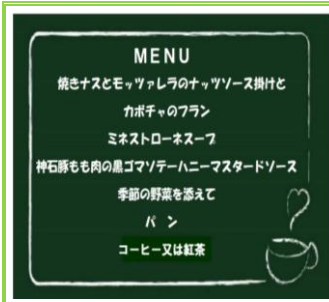 MENU
焼きナスとモッツァレラのナッツソース掛けと
カボチャのフラン
ミネストローネスープ
神石豚もも肉の黒ゴマソテーハニーマスタードソース
季節の野菜を添えて
パン
コーヒー又は紅茶